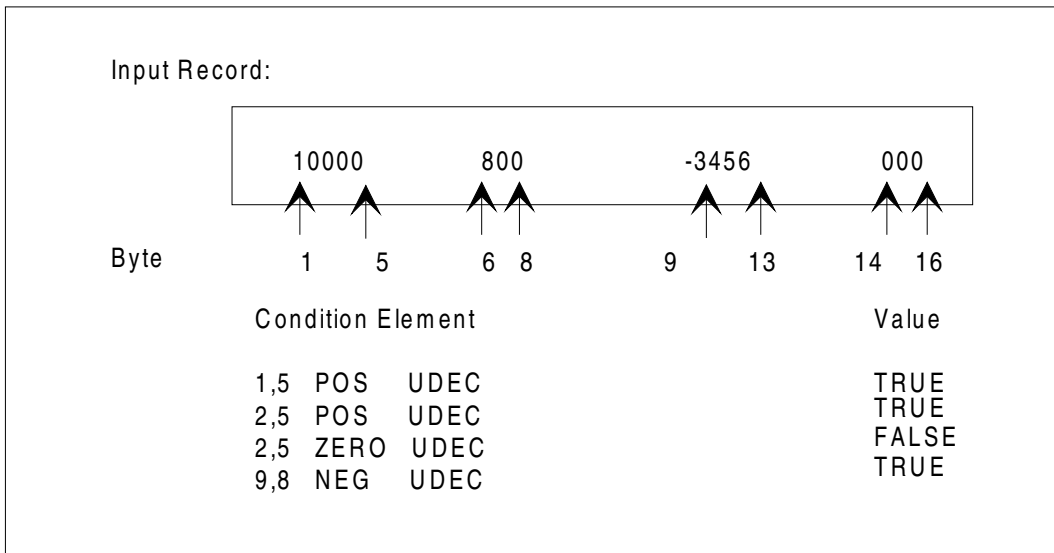 Input Record:
10000 800 -3456 000
Byte 1 5 6 8 9 13 14 16
Condition Element Value
1,5 POS UDEC TRUE
2,5 POS UDEC TRUE
2,5 ZERO UDEC FALSE
9,8 NEG UDEC TRUE